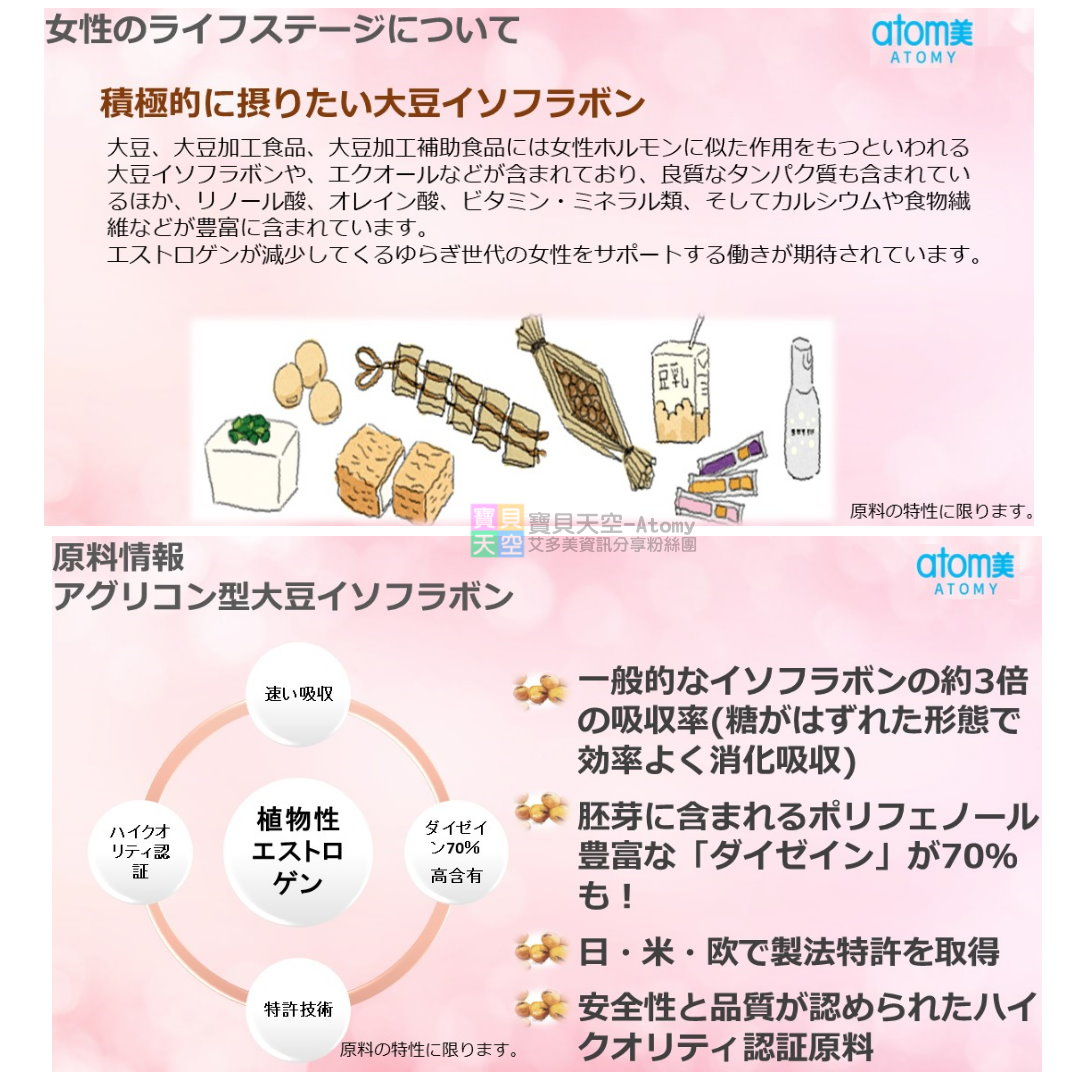 女性のライフステージについて
atom美
ATOMY
積極的に摂りたい大豆イソフラボン
大豆、大豆加工食品、大豆加工補助食品には女性ホルモンに似た作用をもつといわれる
大豆イソフラボンや、エクオールなどが含まれており、良質なタンパク質も含まれてい
るほか、リノール酸、オレイン酸、ビタミン・ミネラル類、そしてカルシウムや食物繊
維などが豊富に含まれています。
エストロゲンが減少してくるゆらぎ世代の女性をサポートする働きが期待されています。
豆乳
原料の特性に限ります。
寶貝天空
寶貝天空-Atomy
艾多美資訊分享粉絲團
原料情報
アグリコン型大豆イソフラボン
atom美
ATOMY
速い吸収
ハイクオ
リティ認
証
植物性
エストロ
ゲン
ダイゼイ
ン70%
高含有
特許技術
原料の特性に限ります。
一般的なイソフラボンの約3倍
の吸収率(糖がはずれた形態で
効率よく消化吸収)
胚芽に含まれるポリフェノール
豊富な「ダイゼイン」が70%
も！
日・米・欧で製法特許を取得
安全性と品質が認められたハイ
クオリティ認証原料